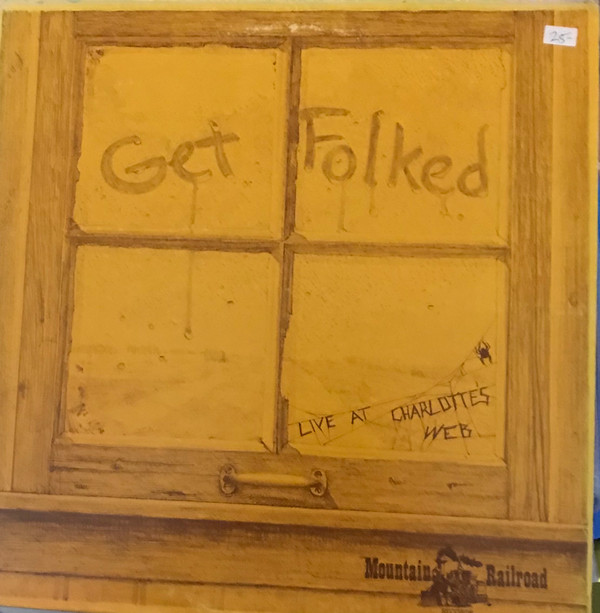 25-
Get Folked
LIVE AT CHARLOTTE'S
WEB
Mountain Railroad